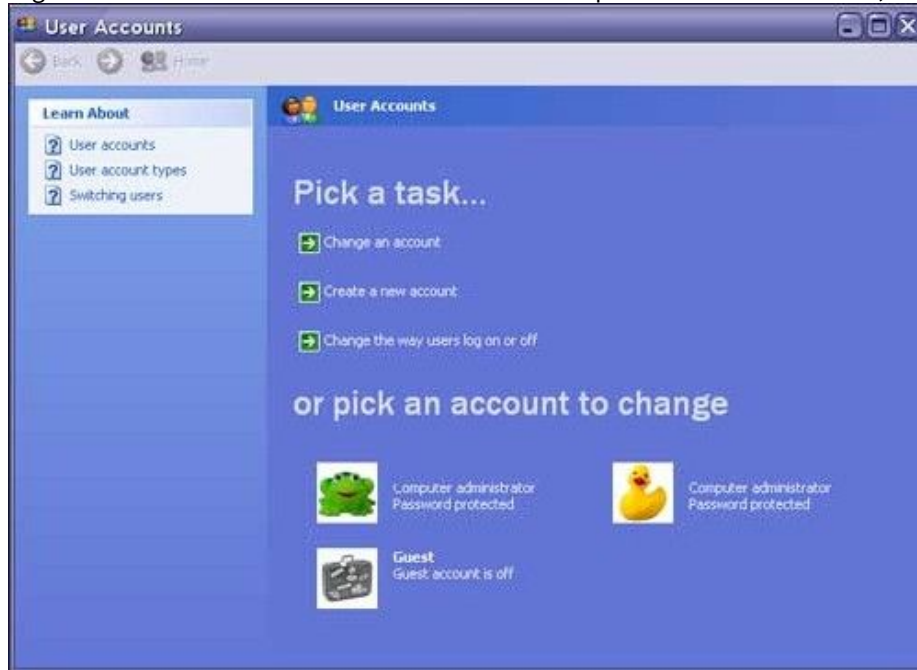 User Accounts
Back Home
Learn About
User accounts
User account types
Switching users
User Accounts
Pick a task...
Change an account
Create a new account
Change the way users log on or off
or pick an account to change
Computer administrator
Password protected
Computer administrator
Password protected
Guest
Guest account is off